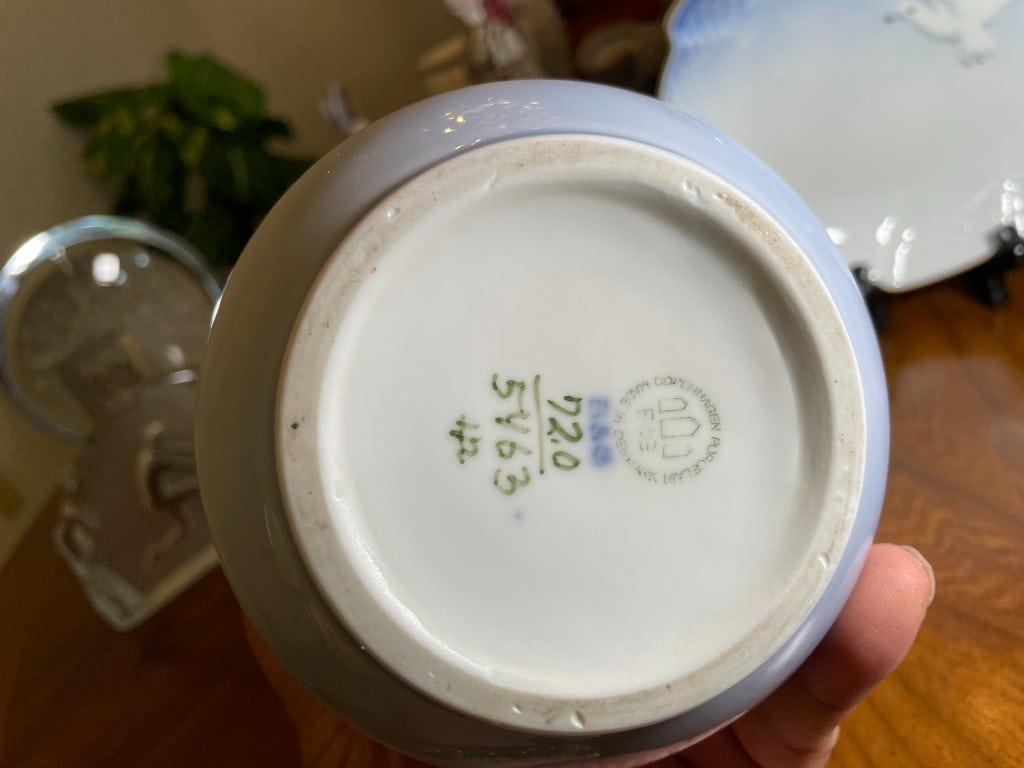 COPENHAGEN PORCELAIN
MADE IN DENMARK
B&G
B&G
720
5463